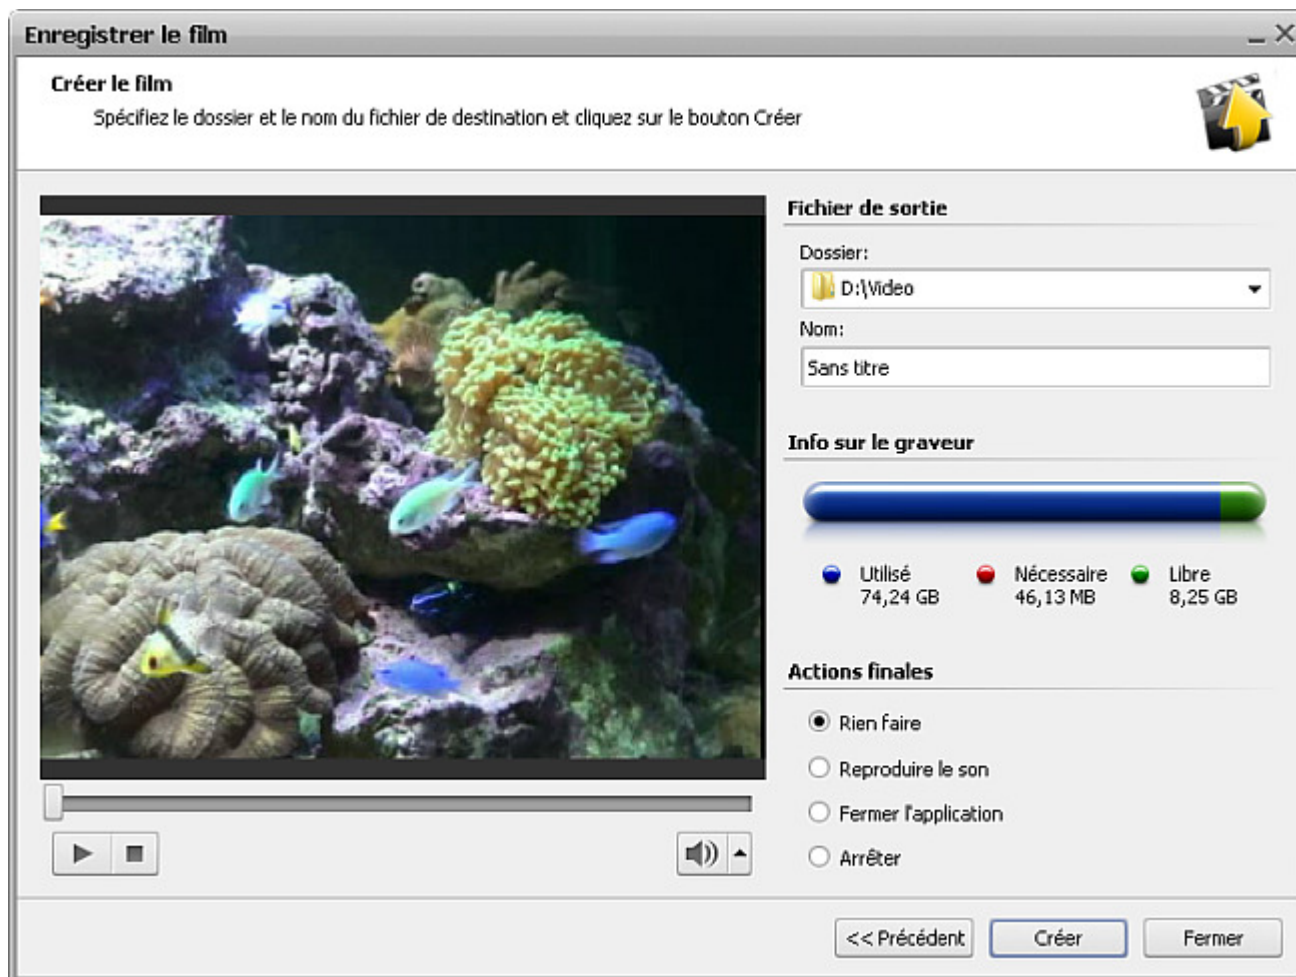 Enregistrer le film
Créer le film
Spécifiez le dossier et le nom du fichier de destination et cliquez sur le bouton Créer
Fichier de sortie
Dossier:
D:\Video
Nom:
Sans titre
Info sur le graveur
Utilisé
74,24 GB
Nécessaire
46,13 MB
Libre
8,25 GB
Actions finales
Rien faire
Reproduire le son
Fermer l'application
Arrêter
<< Précédent
Créer
Fermer